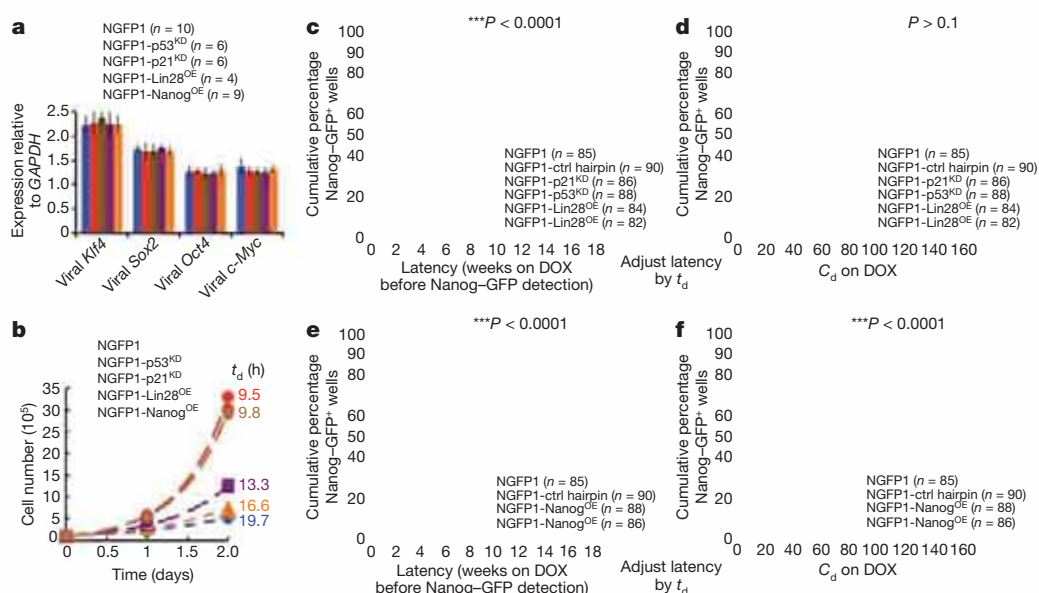 a
NGFP1 (n = 10)
NGFP1-p53KD (n = 6)
NGFP1-p21KD (n = 6)
NGFP1-Lin28OE (n = 4)
NGFP1-NanogOE (n = 9)
Expression relative
to GAPDH
2.5
2.0
1.5
1.0
0.5
0
Viral Klf4
Viral Sox2
Viral Oct4
Viral c-Myc
b
NGFP1
NGFP1-p53KD
NGFP1-p21KD
NGFP1-Lin28OE
NGFP1-NanogOE
td (h)
9.5
9.8
13.3
16.6
19.7
Cell number (10^5)
35
30
25
20
15
10
5
0
0 0.5 1 2.0
Time (days)
c
***P < 0.0001
Cumulative percentage
Nanog–GFP+ wells
100
90
80
60
50
40
20
0
NGFP1 (n = 85)
NGFP1-ctrl hairpin (n = 90)
NGFP1-p21KD (n = 86)
NGFP1-p53KD (n = 88)
NGFP1-Lin28OE (n = 84)
NGFP1-Lin28OE (n = 82)
0 2 4 6 8 10 12 14 16 18
Latency (weeks on DOX
before Nanog–GFP detection)
Adjust latency
by td
d
P > 0.1
Cumulative percentage
Nanog–GFP+ wells
100
90
80
60
50
40
20
0
NGFP1 (n = 85)
NGFP1-ctrl hairpin (n = 90)
NGFP1-p21KD (n = 86)
NGFP1-p53KD (n = 88)
NGFP1-Lin28OE (n = 84)
NGFP1-Lin28OE (n = 82)
0 20 40 60 80 100 120 140 160
Cd on DOX
e
***P < 0.0001
Cumulative percentage
Nanog–GFP+ wells
100
90
80
60
50
40
20
0
NGFP1 (n = 85)
NGFP1-ctrl hairpin (n = 90)
NGFP1-NanogOE (n = 88)
NGFP1-NanogOE (n = 86)
0 2 4 6 8 10 12 14 16 18
Latency (weeks on DOX
before Nanog–GFP detection)
Adjust latency
by td
f
***P < 0.0001
Cumulative percentage
Nanog–GFP+ wells
100
90
80
60
50
40
20
0
NGFP1 (n = 85)
NGFP1-ctrl hairpin (n = 90)
NGFP1-NanogOE (n = 88)
NGFP1-NanogOE (n = 86)
0 20 40 60 80 100 120 140 160
Cd on DOX